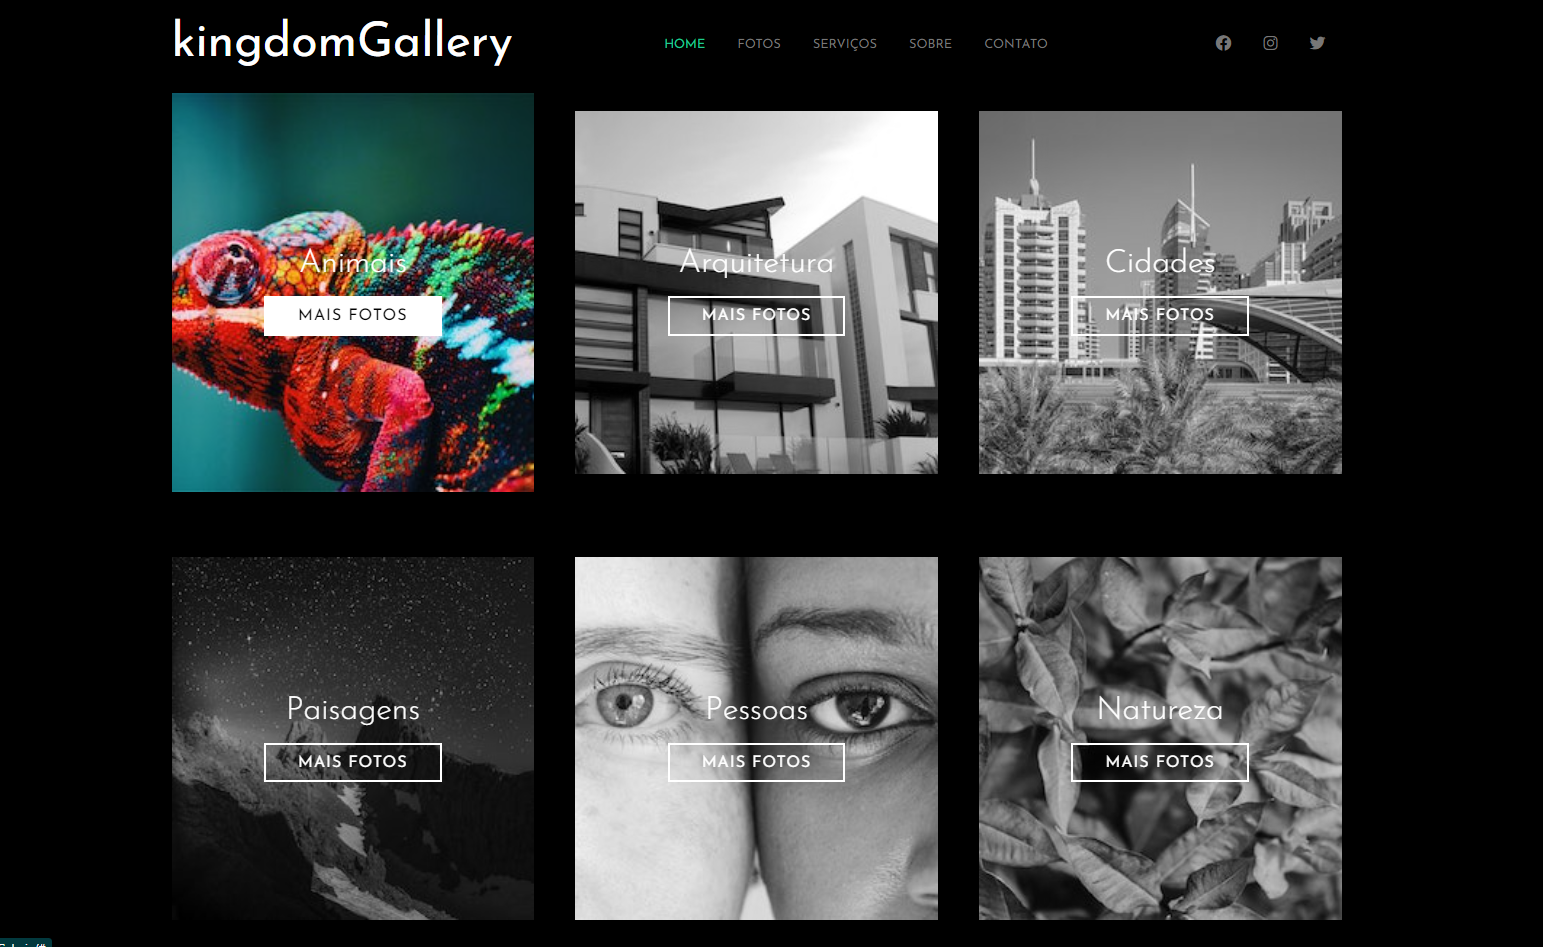 kingdomGallery
HOME FOTOS SERVIÇOS SOBRE CONTATO
Animais Arquitetura Cidades
MAIS FOTOS MAIS FOTOS MAIS FOTOS
Paisagens Pessoas Natureza
MAIS FOTOS MAIS FOTOS MAIS FOTOS